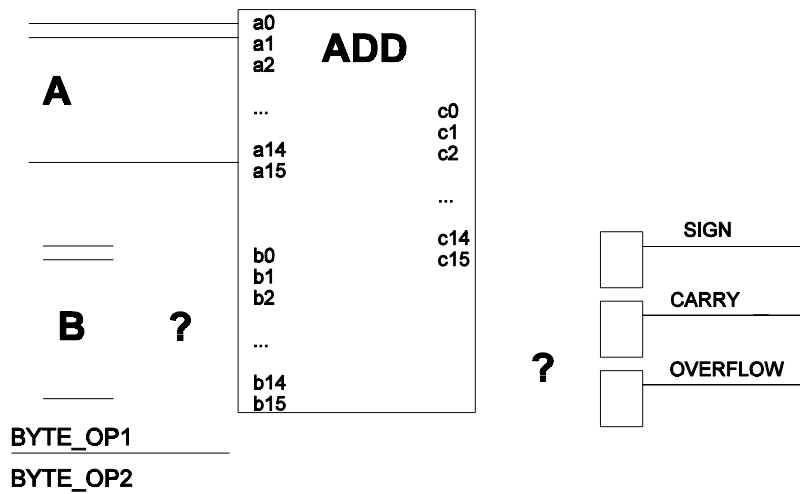 a0
a1
a2
...
a14
a15
A
ADD
c0
c1
c2
...
c14
c15
b0
b1
b2
...
b14
b15
B
?
?
SIGN
CARRY
OVERFLOW
BYTE_OP1
BYTE_OP2